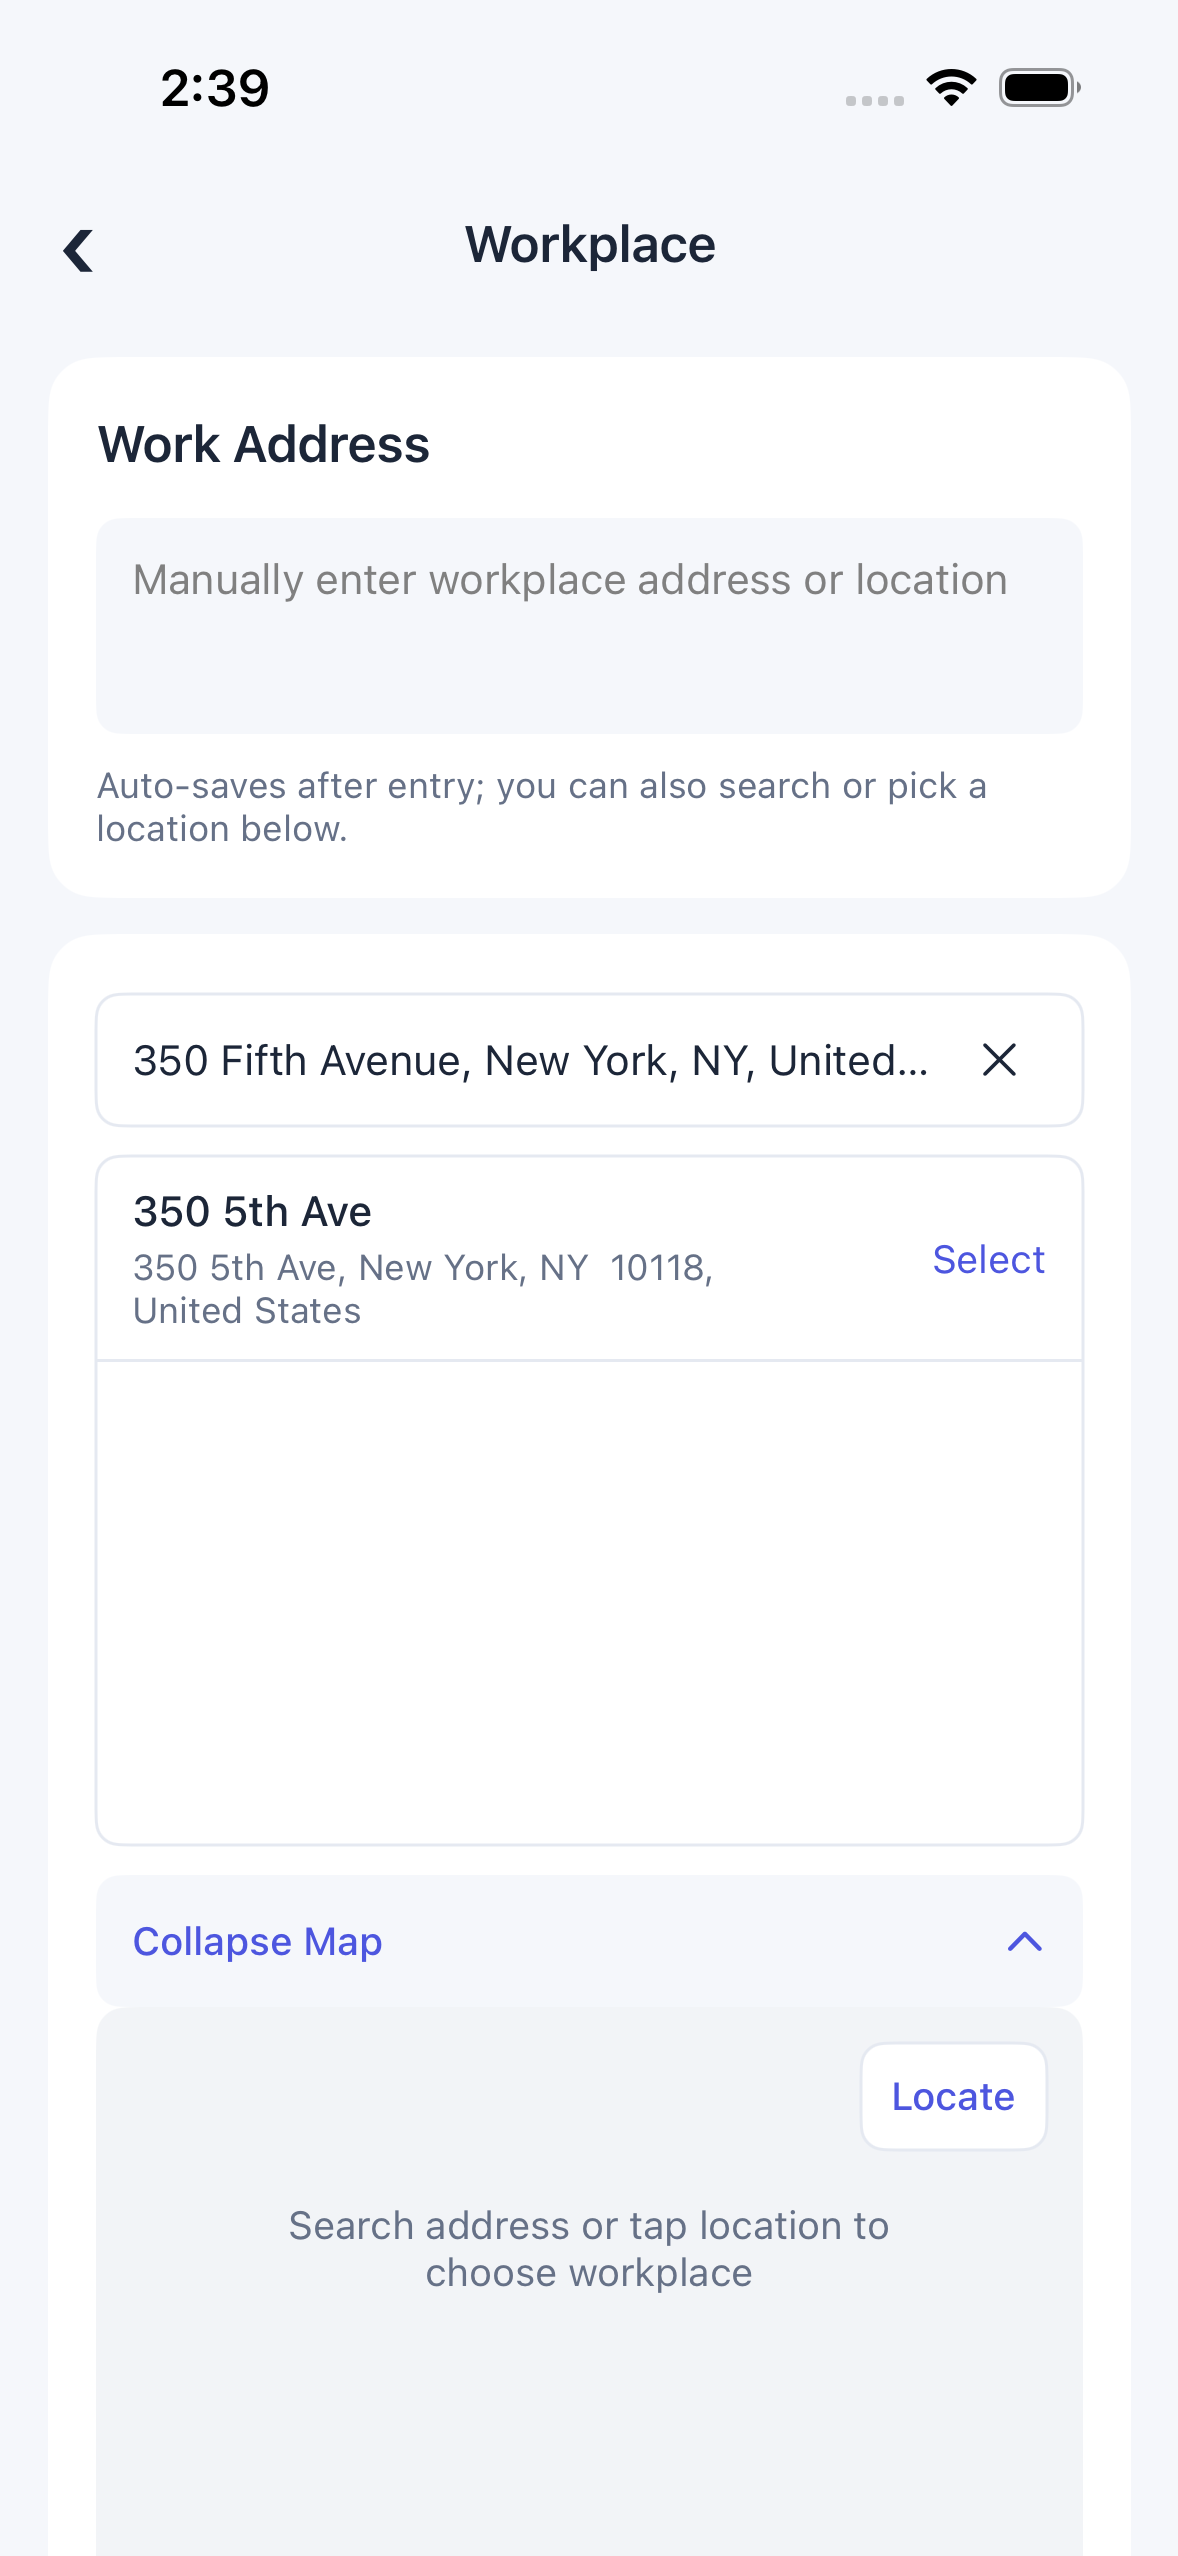 2:39
Workplace
Work Address
Manually enter workplace address or location
Auto-saves after entry; you can also search or pick a
location below.
350 Fifth Avenue, New York, NY, United...
350 5th Ave
350 5th Ave, New York, NY  10118,
United States
Select
Collapse Map
Locate
Search address or tap location to
choose workplace